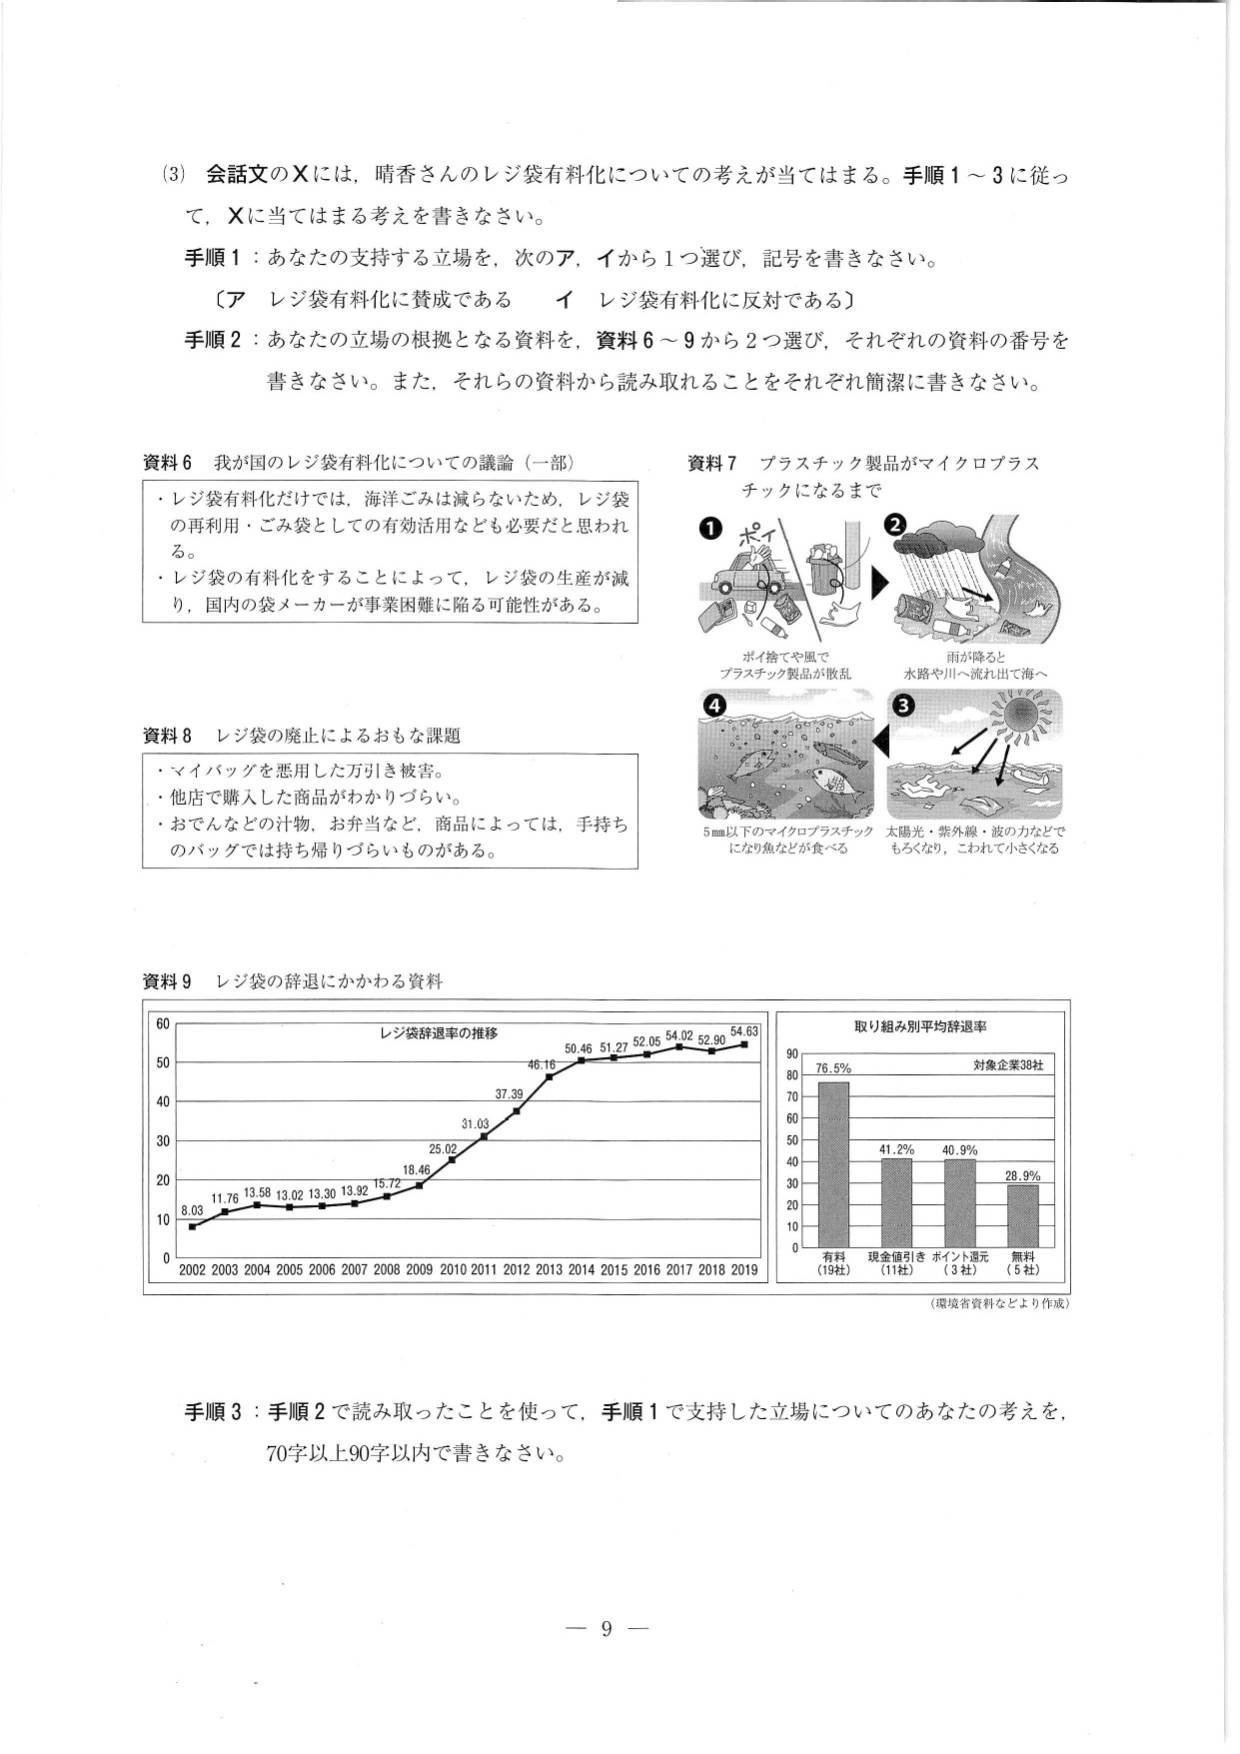 (3) 会話文のXには，晴香さんのレジ袋有料化についての考えが当てはまる。手順1～3に従っ
て，Xに当てはまる考えを書きなさい。
手順1：あなたの支持する立場を，次のア，イから1つ選び，記号を書きなさい。
〔ア　レジ袋有料化に賛成である　　イ　レジ袋有料化に反対である〕
手順2：あなたの立場の根拠となる資料を，資料6～9から2つ選び，それぞれの資料の番号を
書きなさい。また，それらの資料から読み取れることをそれぞれ簡潔に書きなさい。
資料6　我が国のレジ袋有料化についての議論（一部）
・レジ袋有料化だけでは，海洋ごみは減らないため，レジ袋
の再利用・ごみ袋としての有効活用なども必要だと思われ
る。
・レジ袋の有料化をすることによって，レジ袋の生産が減
り，国内の袋メーカーが事業困難に陥る可能性がある。
資料7　プラスチック製品がマイクロプラス
チックになるまで
1
ポイ
ポイ捨てや風で
プラスチック製品が散乱
2
雨が降ると
水路や川へ流れ出て海へ
3
太陽光・紫外線・波の力などで
もろくなり，こわれて小さくなる
4
5㎜以下のマイクロプラスチック
になり魚などが食べる
資料8　レジ袋の廃止によるおもな課題
・マイバッグを悪用した万引き被害。
・他店で購入した商品がわかりづらい。
・おでんなどの汁物，お弁当など，商品によっては，手持ち
のバッグでは持ち帰りづらいものがある。
資料9　レジ袋の辞退にかかわる資料
レジ袋辞退率の推移
60
50
40
30
20
10
0
8.03 11.76 13.58 13.02 13.30 13.92 15.72 18.46 25.02 31.03 37.39 46.16 50.46 51.27 52.05 54.02 52.90 54.63
2002 2003 2004 2005 2006 2007 2008 2009 2010 2011 2012 2013 2014 2015 2016 2017 2018 2019
取り組み別平均辞退率
対象企業38社
90
80
70
60
50
40
30
20
10
0
76.5% 41.2% 40.9% 28.9%
有料 現金値引き ポイント還元 無料
（19社） （11社） （3社） （5社）
（環境省資料などより作成）
手順3：手順2で読み取ったことを使って，手順1で支持した立場についてのあなたの考えを，
70字以上90字以内で書きなさい。
― 9 ―